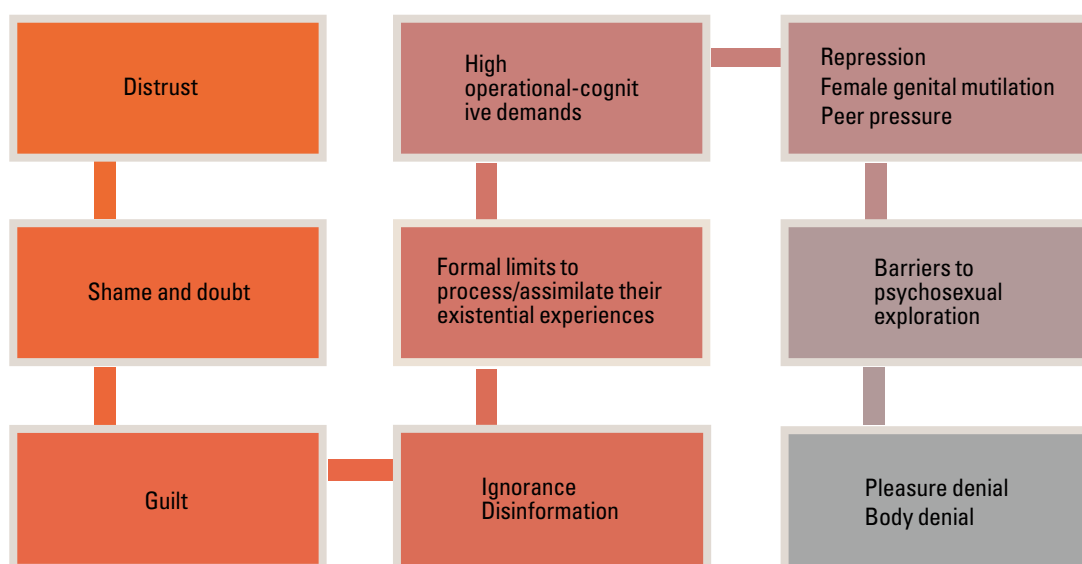 Distrust
Shame and doubt
Guilt
Ignorance
Disinformation
Formal limits to
process/assimilate their
existential experiences
High
operational-cognit
ive demands
Repression
Female genital mutilation
Peer pressure
Barriers to
psychosexual
exploration
Pleasure denial
Body denial